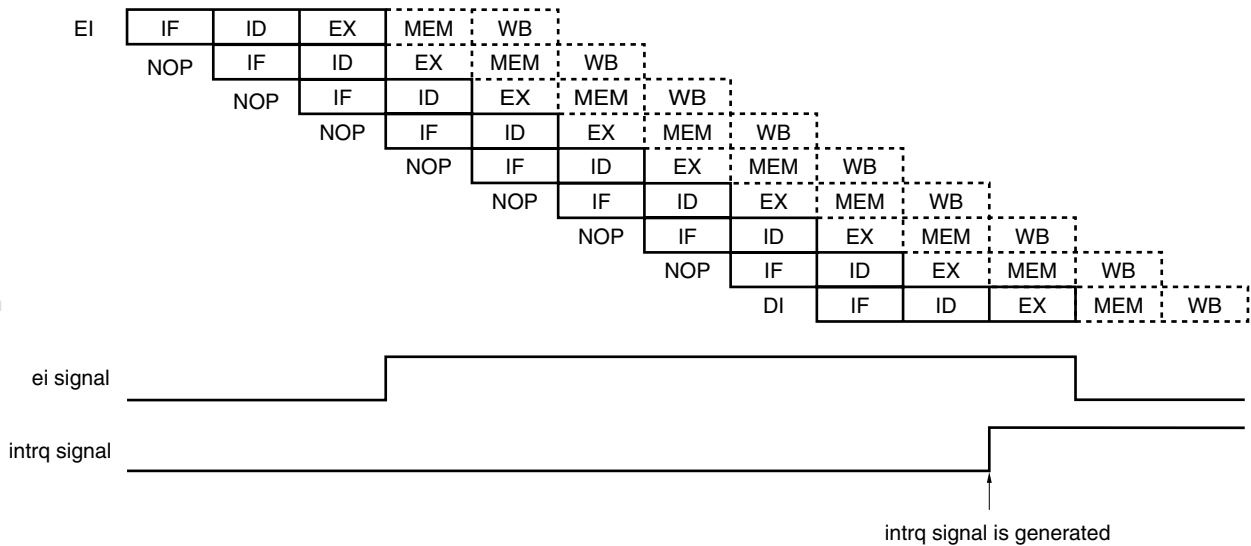 EI IF ID EX MEM WB
NOP IF ID EX MEM WB
NOP IF ID EX MEM WB
NOP IF ID EX MEM WB
NOP IF ID EX MEM WB
NOP IF ID EX MEM WB
NOP IF ID EX MEM WB
NOP IF ID EX MEM WB
DI IF ID EX MEM WB
ei signal
intrq signal
intrq signal is generated